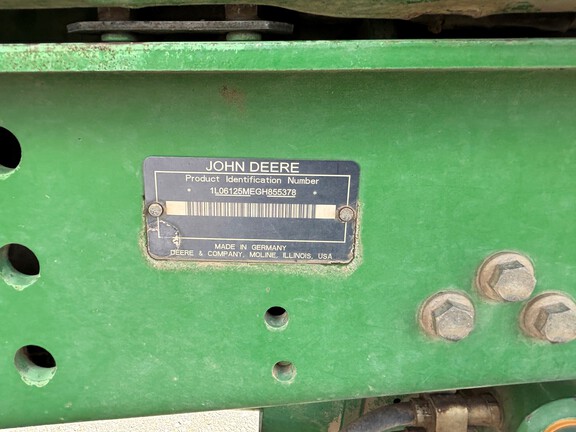 JOHN DEERE
Product Identification Number
* 1L06125MEGH855378 *
MADE IN GERMANY
DEERE & COMPANY, MOLINE, ILLINOIS, USA